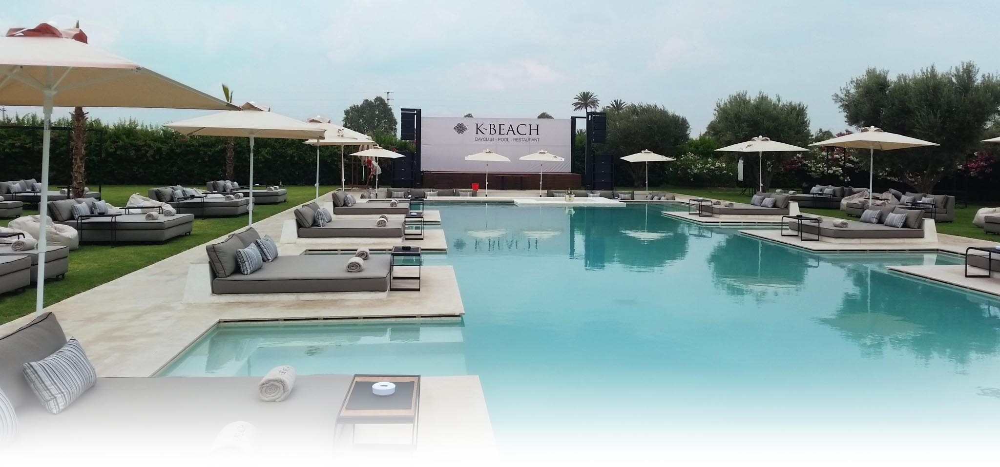 K-BEACH
DAYCLUB - POOL - RESTAURANT